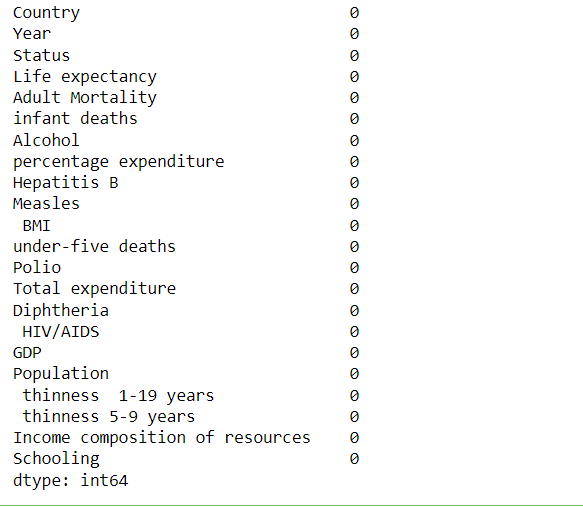 Country 0
Year 0
Status 0
Life expectancy 0
Adult Mortality 0
infant deaths 0
Alcohol 0
percentage expenditure 0
Hepatitis B 0
Measles 0
 BMI 0
under-five deaths 0
Polio 0
Total expenditure 0
Diphtheria 0
 HIV/AIDS 0
GDP 0
Population 0
 thinness  1-19 years 0
 thinness 5-9 years 0
Income composition of resources 0
Schooling 0
dtype: int64